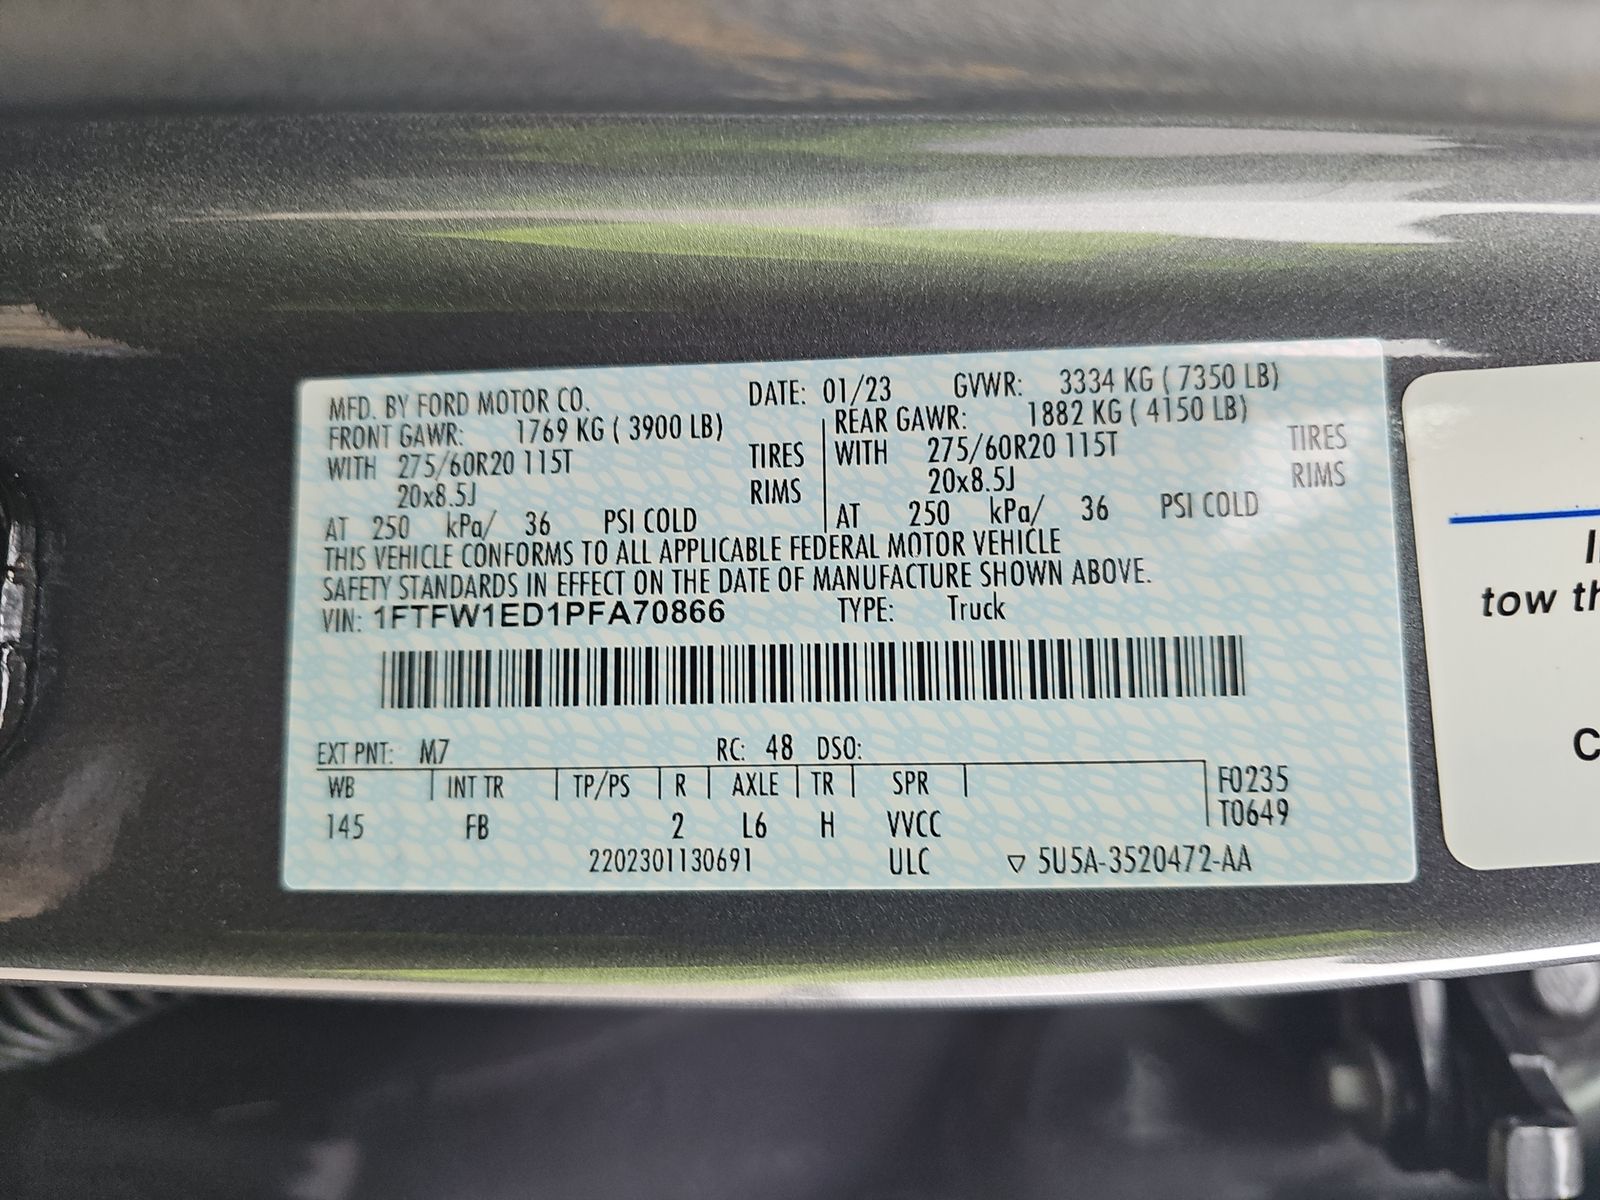 MFD. BY FORD MOTOR CO. DATE: 01/23 GVWR: 3334 KG ( 7350 LB)
FRONT GAWR: 1769 KG ( 3900 LB) REAR GAWR: 1882 KG ( 4150 LB)
WITH 275/60R20 115T TIRES WITH 275/60R20 115T TIRES
20x8.5J RIMS 20x8.5J RIMS
AT 250 kPa/ 36 PSI COLD AT 250 kPa/ 36 PSI COLD
THIS VEHICLE CONFORMS TO ALL APPLICABLE FEDERAL MOTOR VEHICLE
SAFETY STANDARDS IN EFFECT ON THE DATE OF MANUFACTURE SHOWN ABOVE.
VIN: 1FTFW1ED1PFA70866 TYPE: Truck
EXT PNT: M7 RC: 48 DSO:
WB INT TR TP/PS R AXLE TR SPR F0235
145 FB 2 L6 H VVCC T0649
2202301130691 ULC ▽ 5U5A-3520472-AA
tow